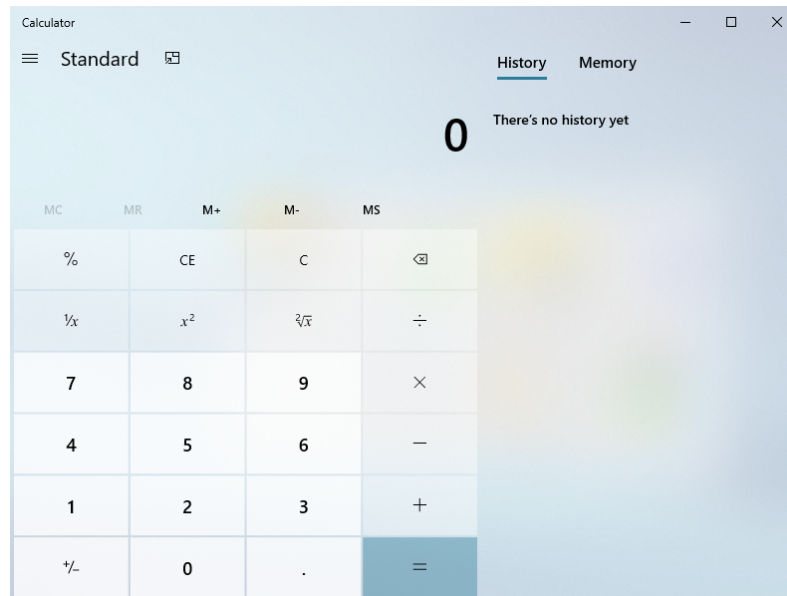 Calculator
Standard
History Memory
0
There's no history yet
MC MR M+ M- MS
% CE C
¹/x x² ²√x ÷
7 8 9 ×
4 5 6 −
1 2 3 +
+/− 0 . =